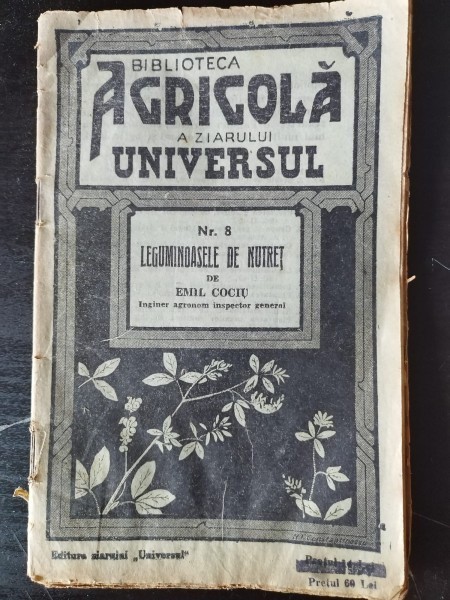 BIBLIOTECA
AGRICOLĂ
A ZIARULUI
UNIVERSUL
Nr. 8
LEGUMINOASELE DE NUTREȚ
DE
EMIL COCIU
Inginer agronom inspector general
Editura ziarului „Universul"
Prețul
Prețul 60 Lei